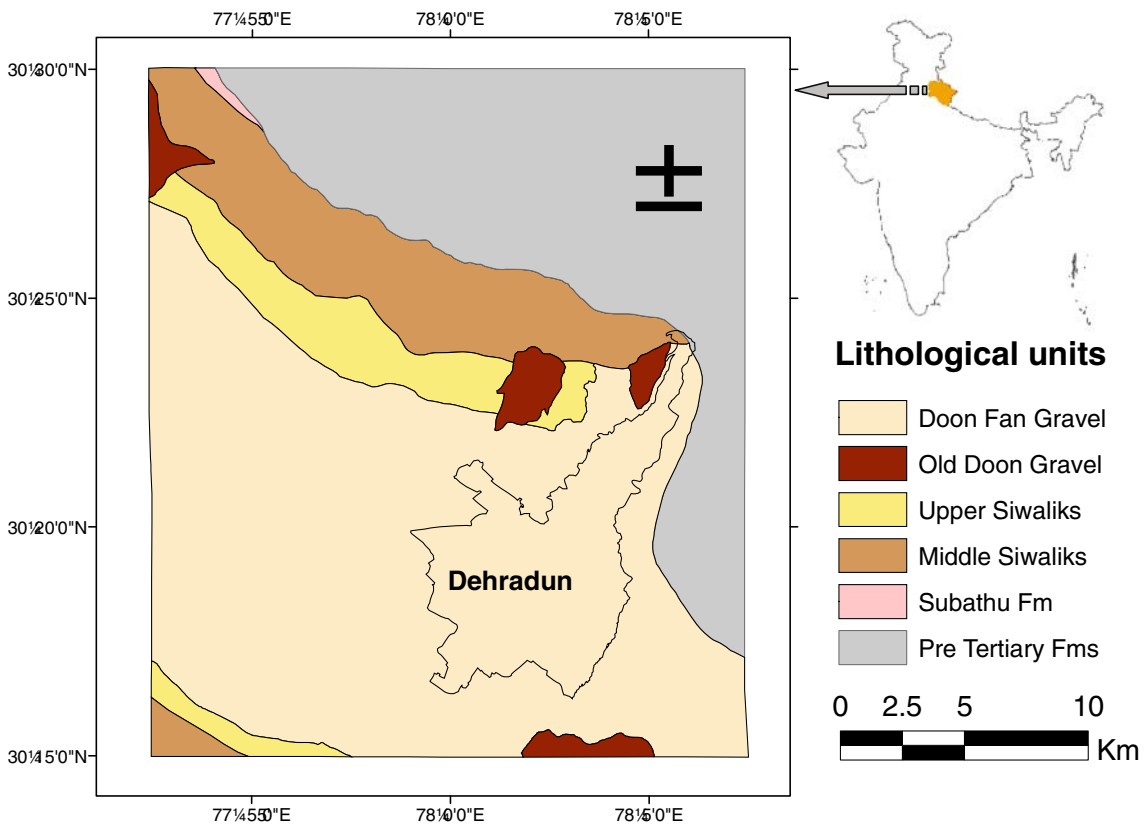 77¼55'0"E 78¼0'0"E 78¼5'0"E
30¼30'0"N
30¼25'0"N
30¼20'0"N
30¼15'0"N
Dehradun
77¼55'0"E 78¼0'0"E 78¼5'0"E
Lithological units
Doon Fan Gravel
Old Doon Gravel
Upper Siwaliks
Middle Siwaliks
Subathu Fm
Pre Tertiary Fms
0 2.5 5 10
Km